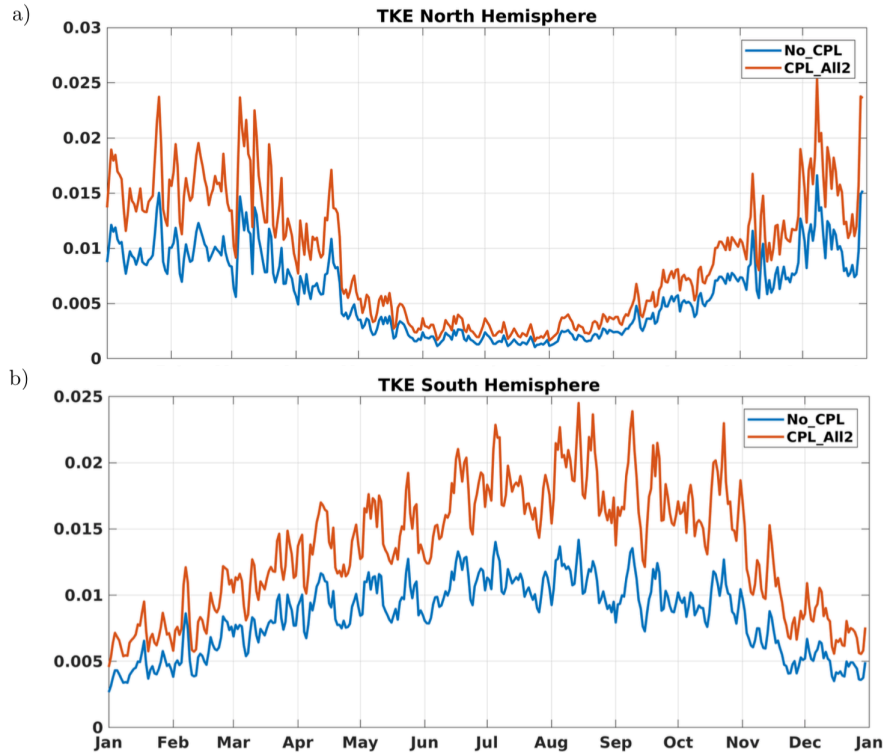 a)
TKE North Hemisphere
0.03
0.025
0.02
0.015
0.01
0.005
0
No_CPL
CPL_All2
b)
TKE South Hemisphere
0.025
0.02
0.015
0.01
0.005
0
No_CPL
CPL_All2
Jan Feb Mar Apr May Jun Jul Aug Sep Oct Nov Dec Jan